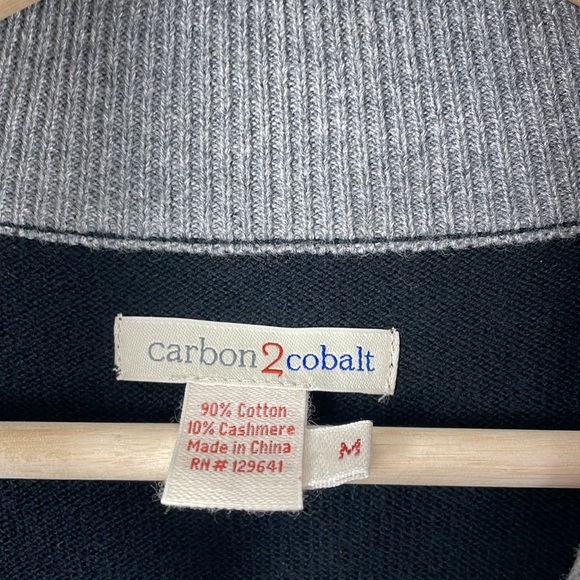 carbon2cobalt
90% Cotton
10% Cashmere
Made in China
RN# 129641
M